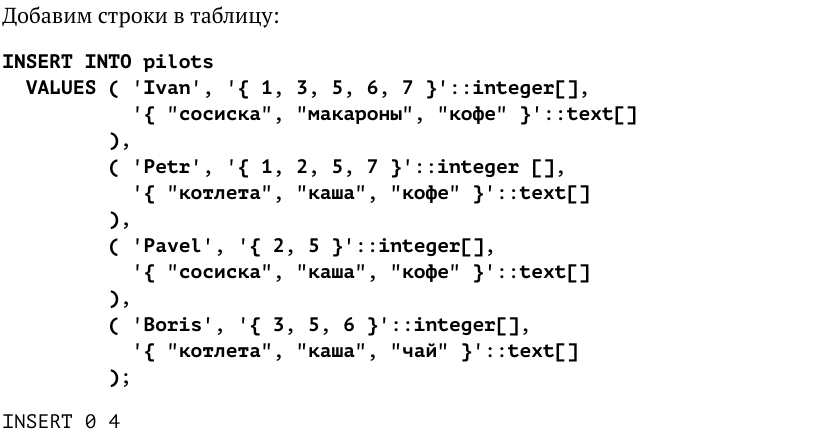 Добавим строки в таблицу:
INSERT INTO pilots
VALUES ( 'Ivan', '{ 1, 3, 5, 6, 7 }'::integer[],
'{ "сосиска", "макароны", "кофе" }'::text[]
),
( 'Petr', '{ 1, 2, 5, 7 }'::integer [],
'{ "котлета", "каша", "кофе" }'::text[]
),
( 'Pavel', '{ 2, 5 }'::integer[],
'{ "сосиска", "каша", "кофе" }'::text[]
),
( 'Boris', '{ 3, 5, 6 }'::integer[],
'{ "котлета", "каша", "чай" }'::text[]
);
INSERT 0 4